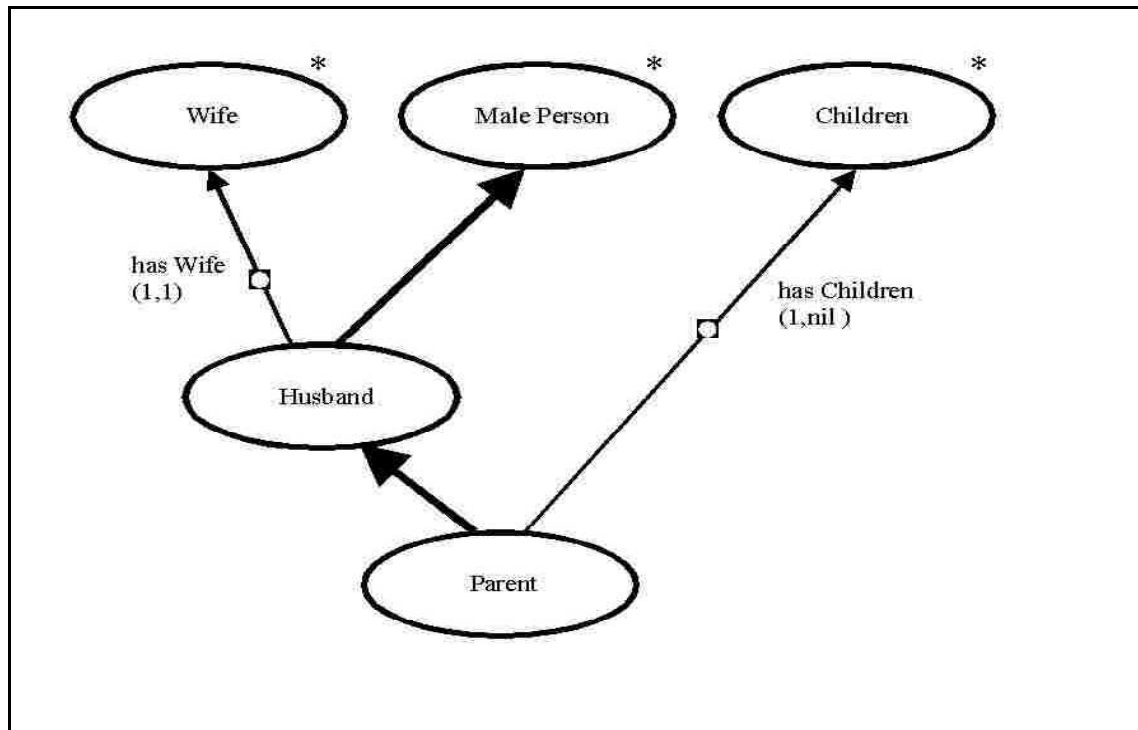 * * *
Wife Male Person Children
has Wife
(1,1)
has Children
(1,nil )
Husband
Parent